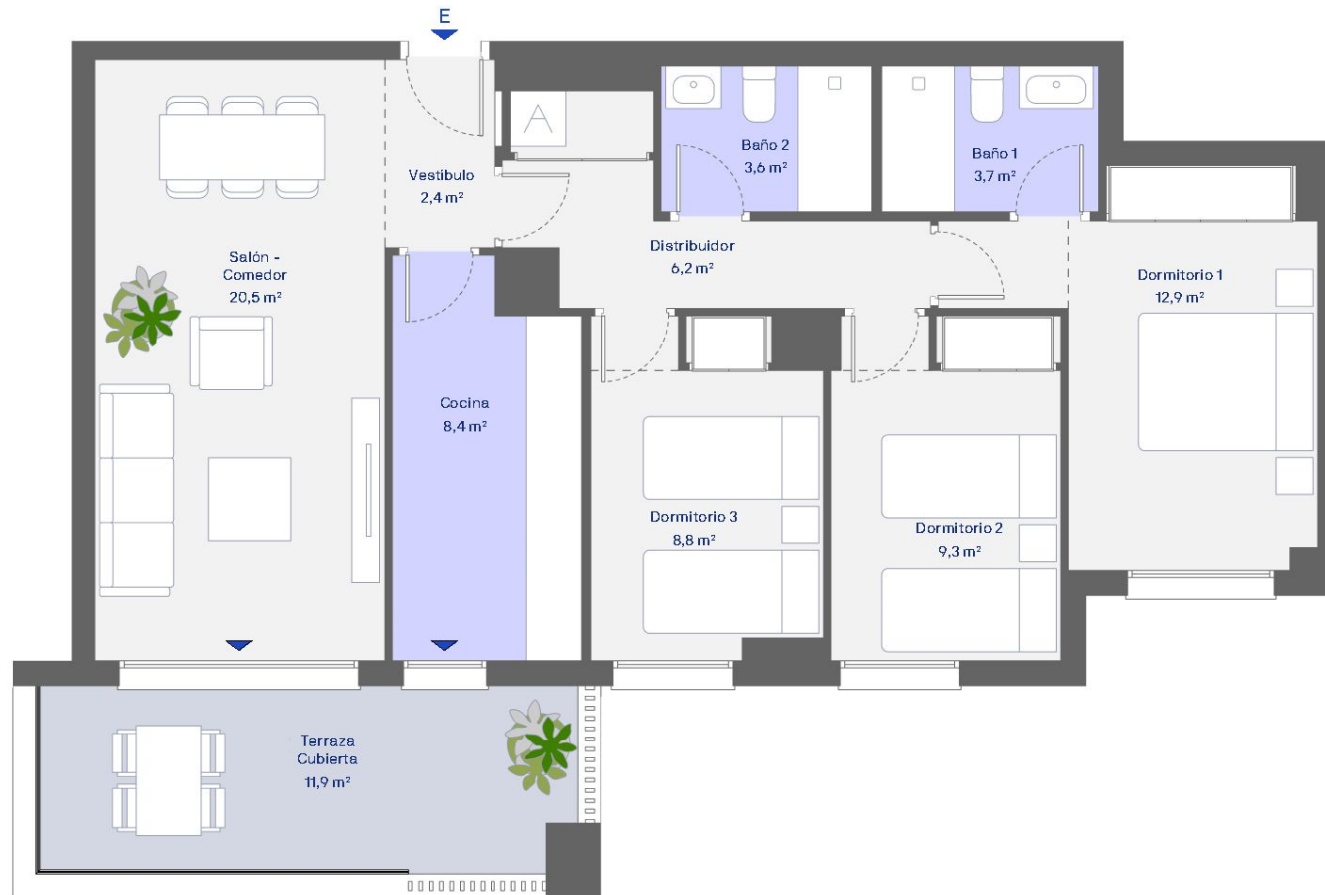 E
A
Baño 2
3,6 m²
Baño 1
3,7 m²
Vestíbulo
2,4 m²
Distribuidor
6,2 m²
Salón -
Comedor
20,5 m²
Dormitorio 1
12,9 m²
Cocina
8,4 m²
Dormitorio 3
8,8 m²
Dormitorio 2
9,3 m²
Terraza
Cubierta
11,9 m²